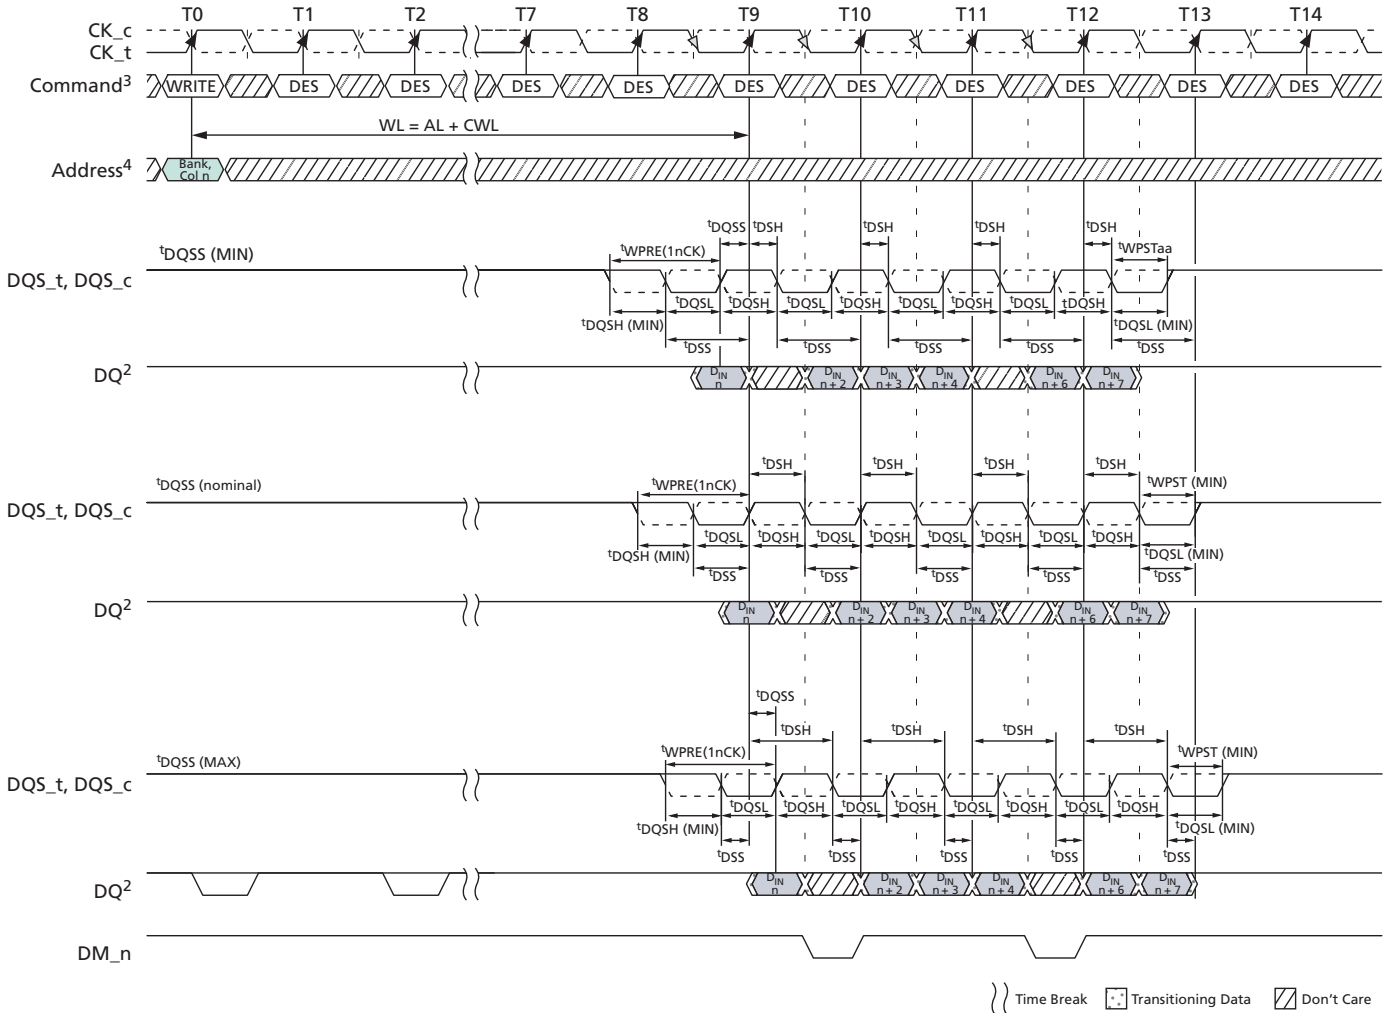 T0 T1 T2 T7 T8 T9 T10 T11 T12 T13 T14
CK_c
CK_t
Command3 WRITE DES DES DES DES DES DES DES DES DES DES
WL = AL + CWL
Address4 Bank, Col n
tDQSS tDSH tDSH tDSH tDSH
tDQSS (MIN) tWPRE(1nCK) tWPSTaa
DQS_t, DQS_c
tDQSL tDQSH tDQSL tDQSH tDQSL tDQSH tDQSL tDQSH
tDQSH (MIN) tDQSL (MIN)
tDSS tDSS tDSS tDSS tDSS
DQ2 DIN n DIN n + 2 DIN n + 3 DIN n + 4 DIN n + 6 DIN n + 7
tDSH tDSH tDSH tDSH
tDQSS (nominal) tWPRE(1nCK) tWPST (MIN)
DQS_t, DQS_c
tDQSL tDQSH tDQSL tDQSH tDQSL tDQSH tDQSL tDQSH
tDQSH (MIN) tDQSL (MIN)
tDSS tDSS tDSS tDSS tDSS
DQ2 DIN n DIN n + 2 DIN n + 3 DIN n + 4 DIN n + 6 DIN n + 7
tDQSS
tDSH tDSH tDSH tDSH
tDQSS (MAX) tWPRE(1nCK) tWPST (MIN)
DQS_t, DQS_c
tDQSL tDQSH tDQSL tDQSH tDQSL tDQSH tDQSL tDQSH
tDQSH (MIN) tDQSL (MIN)
tDSS tDSS tDSS tDSS tDSS
DQ2 DIN n DIN n + 2 DIN n + 3 DIN n + 4 DIN n + 6 DIN n + 7
DM_n
Time Break Transitioning Data Don't Care